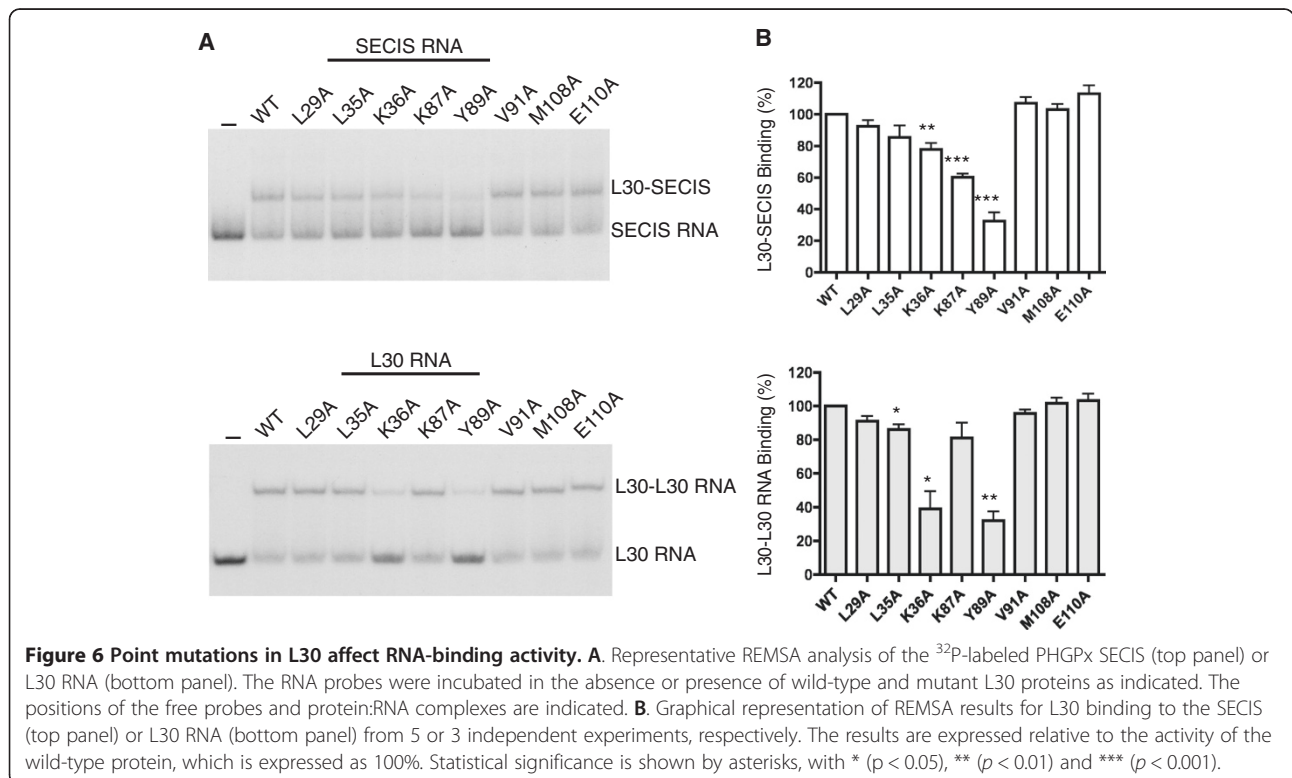 A
SECIS RNA
_ WT L29A L35A K36A K87A Y89A V91A M108A E110A
L30-SECIS
SECIS RNA
L30 RNA
_ WT L29A L35A K36A K87A Y89A V91A M108A E110A
L30-L30 RNA
L30 RNA
B
L30-SECIS Binding (%)
120
100
80
60
40
20
0
**
***
***
WT L29A L35A K36A K87A Y89A V91A M108A E110A
L30-L30 RNA Binding (%)
120
100
80
60
40
20
0
*
*
**
WT L29A L35A K36A K87A Y89A V91A M108A E110A
Figure 6 Point mutations in L30 affect RNA-binding activity. A. Representative REMSA analysis of the ³²P-labeled PHGPx SECIS (top panel) or
L30 RNA (bottom panel). The RNA probes were incubated in the absence or presence of wild-type and mutant L30 proteins as indicated. The
positions of the free probes and protein:RNA complexes are indicated. B. Graphical representation of REMSA results for L30 binding to the SECIS
(top panel) or L30 RNA (bottom panel) from 5 or 3 independent experiments, respectively. The results are expressed relative to the activity of the
wild-type protein, which is expressed as 100%. Statistical significance is shown by asterisks, with * (p < 0.05), ** (p < 0.01) and *** (p < 0.001).